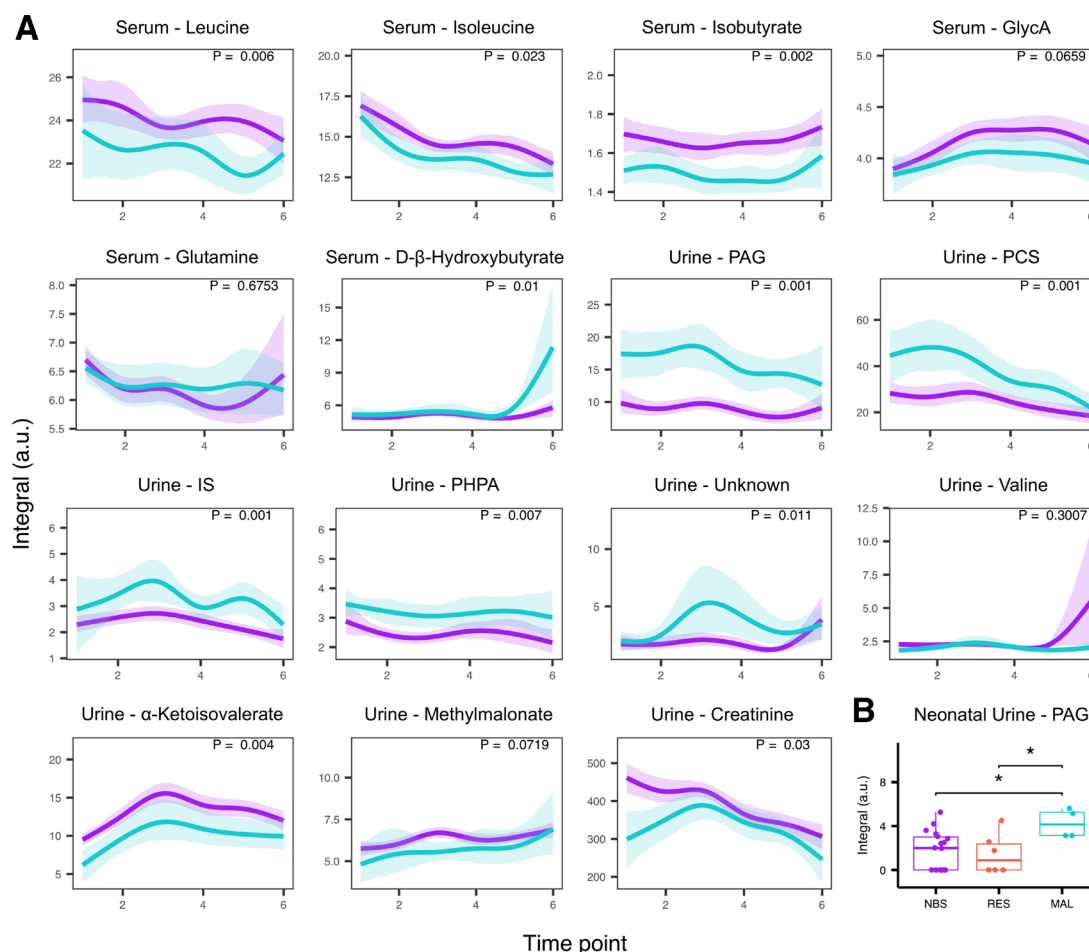 A
Serum - Leucine
P = 0.006
26
24
22
2 4 6
Serum - Isoleucine
P = 0.023
20.0
17.5
15.0
12.5
2 4 6
Serum - Isobutyrate
P = 0.002
2.0
1.8
1.6
1.4
2 4 6
Serum - GlycA
P = 0.0659
5.0
4.5
4.0
2 4 6
Serum - Glutamine
P = 0.6753
8.0
7.5
7.0
6.5
6.0
5.5
2 4 6
Serum - D-β-Hydroxybutyrate
P = 0.01
15
12
9
6
2 4 6
Urine - PAG
P = 0.001
25
20
15
10
2 4 6
Urine - PCS
P = 0.001
60
40
20
2 4 6
Integral (a.u.)
Urine - IS
P = 0.001
6
5
4
3
2
1
2 4 6
Urine - PHPA
P = 0.007
6
5
4
3
2
2 4 6
Urine - Unknown
P = 0.011
10
5
2 4 6
Urine - Valine
P = 0.3007
12.5
10.0
7.5
5.0
2.5
2 4 6
Urine - α-Ketoisovalerate
P = 0.004
20
15
10
5
2 4 6
Urine - Methylmalonate
P = 0.0719
10.0
7.5
5.0
2 4 6
Urine - Creatinine
P = 0.03
500
400
300
200
2 4 6
B
Neonatal Urine - PAG
*
*
Integral (a.u.)
8
4
0
NBS RES MAL
Time point